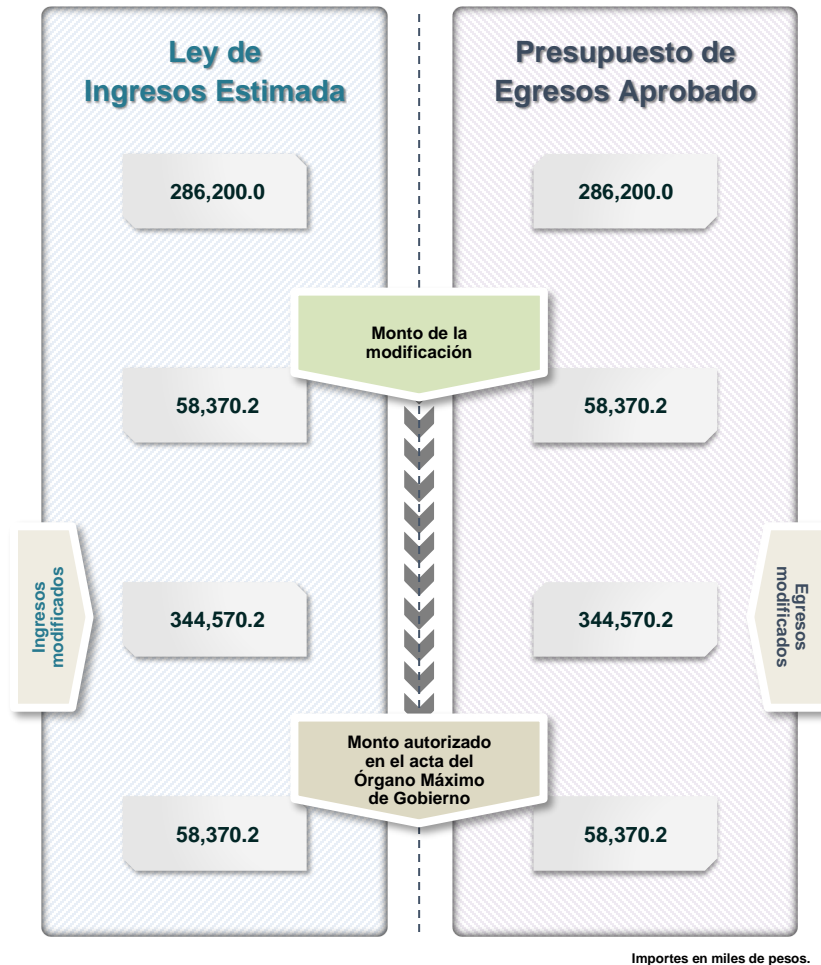 Ley de
Ingresos Estimada
Presupuesto de
Egresos Aprobado
286,200.0
286,200.0
Monto de la
modificación
58,370.2
58,370.2
Ingresos
modificados
344,570.2
344,570.2
Egresos
modificados
Monto autorizado
en el acta del
Órgano Máximo
de Gobierno
58,370.2
58,370.2
Importes en miles de pesos.